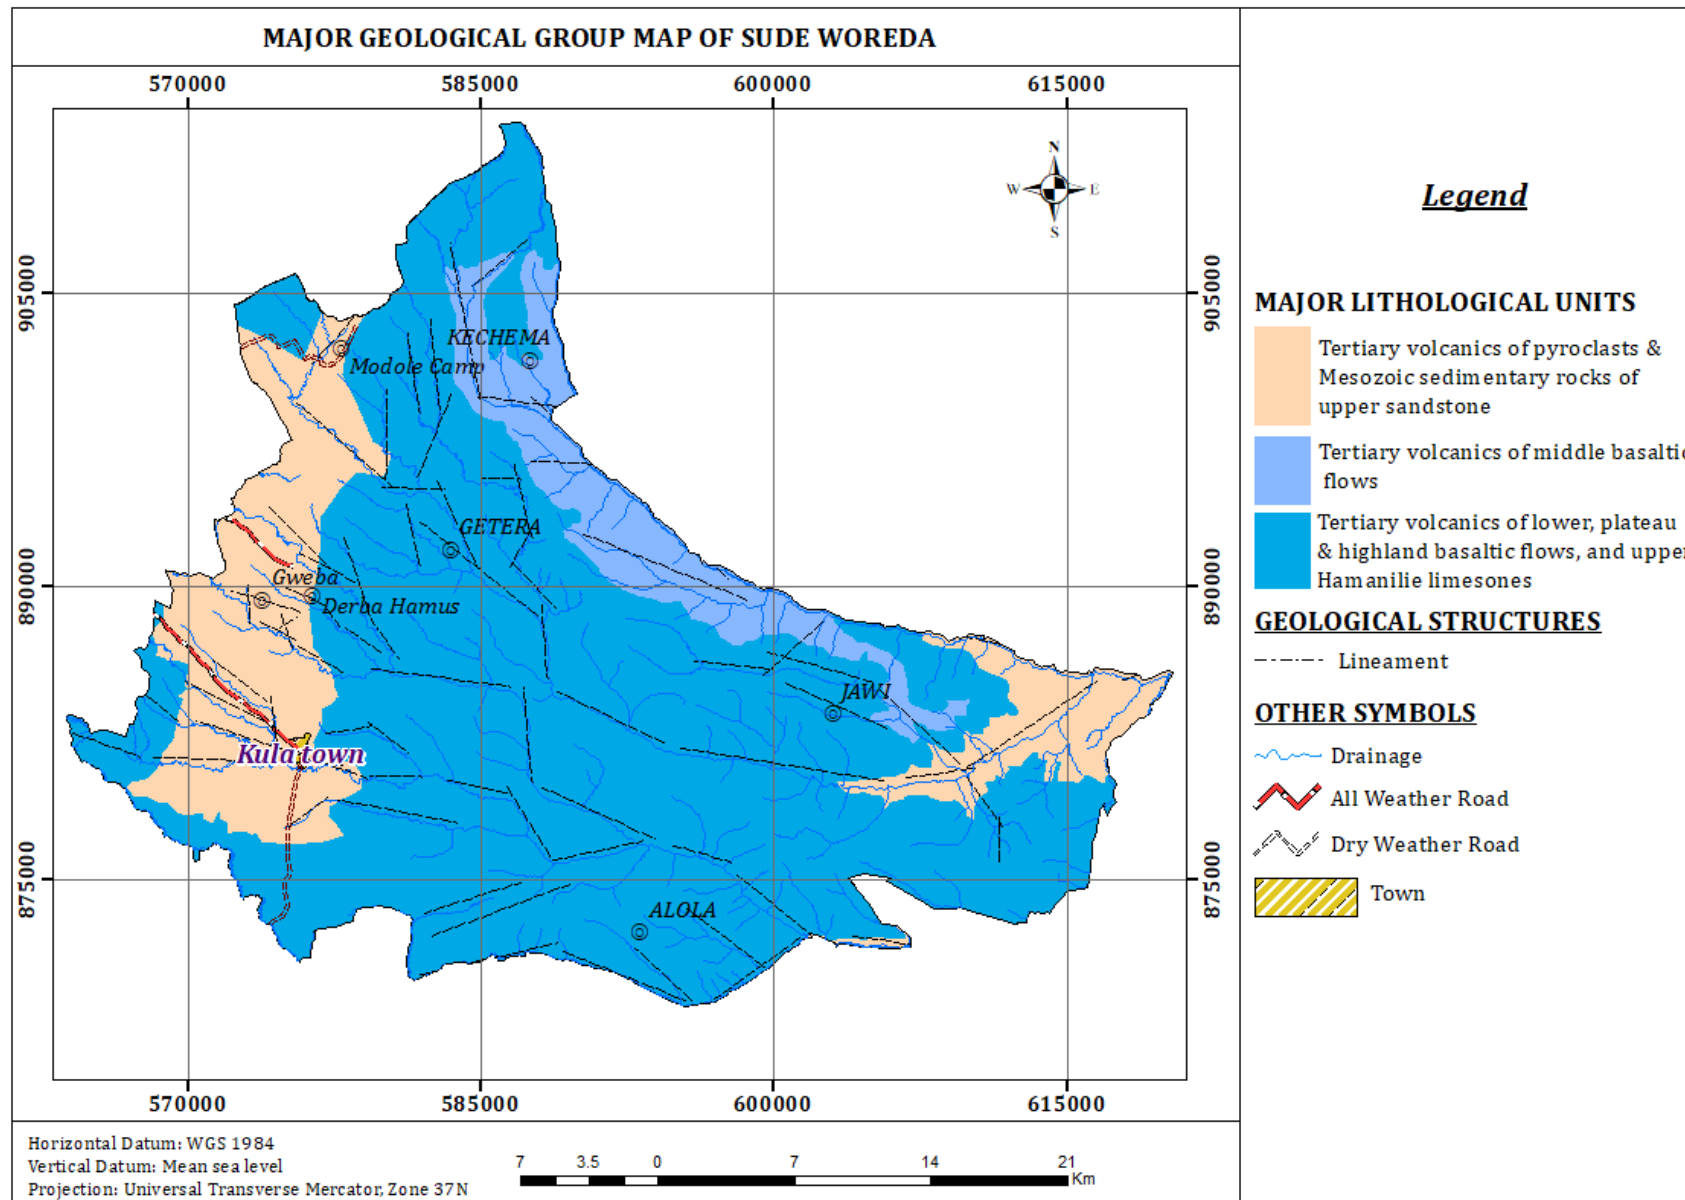 MAJOR GEOLOGICAL GROUP MAP OF SUDE WOREDA
570000 585000 600000 615000
N
W E
S
905000 905000
KECHEMA
Modole Camp
GETERA
890000 890000
Gweba
Derba Hamus
JAWI
Kula town
875000 875000
ALOLA
570000 585000 600000 615000
Horizontal Datum: WGS 1984
Vertical Datum: Mean sea level
Projection: Universal Transverse Mercator, Zone 37N
7 3.5 0 7 14 21
Km
Legend
MAJOR LITHOLOGICAL UNITS
Tertiary volcanics of pyroclasts &
Mesozoic sedimentary rocks of
upper sandstone
Tertiary volcanics of middle basaltic
flows
Tertiary volcanics of lower, plateau
& highland basaltic flows, and upper
Hamanilie limesones
GEOLOGICAL STRUCTURES
Lineament
OTHER SYMBOLS
Drainage
All Weather Road
Dry Weather Road
Town